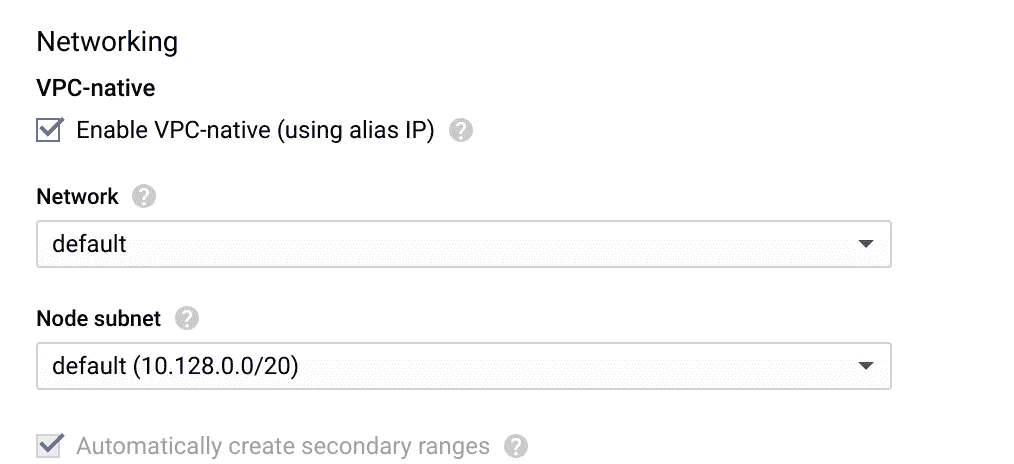 Networking
VPC-native
Enable VPC-native (using alias IP) ?
Network ?
default
Node subnet ?
default (10.128.0.0/20)
Automatically create secondary ranges ?